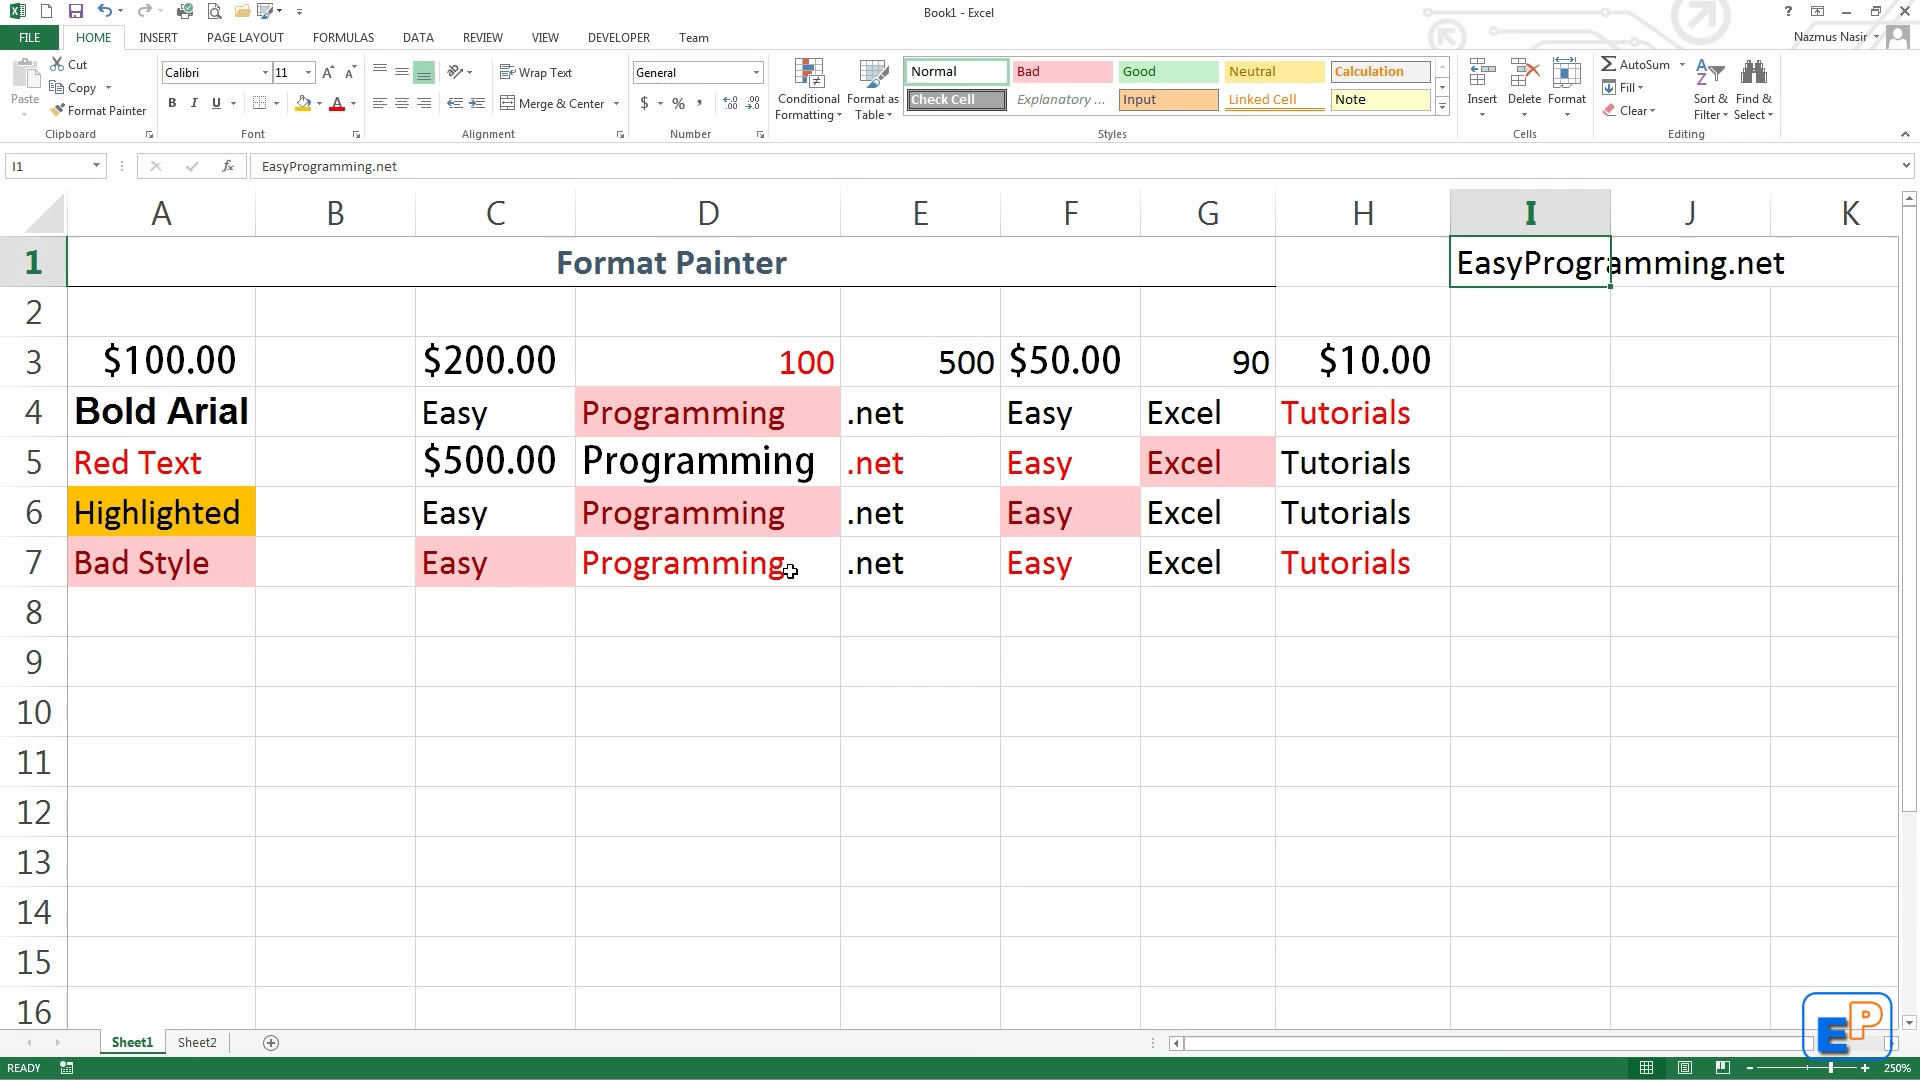 Book1 - Excel
?
FILE HOME INSERT PAGE LAYOUT FORMULAS DATA REVIEW VIEW DEVELOPER Team Nazmus Nasir
Paste
Cut
Copy
Format Painter
Clipboard
Calibri 11
B I U
Font
Wrap Text
Merge & Center
Alignment
General
$ % ,
Number
Conditional Formatting
Format as Table
Normal Bad Good Neutral Calculation
Check Cell Explanatory ... Input Linked Cell Note
Styles
Insert Delete Format
Cells
AutoSum
Fill
Clear
Sort & Filter
Find & Select
Editing
I1 fx EasyProgramming.net
A B C D E F G H I J K
1 Format Painter EasyProgramming.net
2
3 $100.00 $200.00 100 500 $50.00 90 $10.00
4 Bold Arial Easy Programming .net Easy Excel Tutorials
5 Red Text $500.00 Programming .net Easy Excel Tutorials
6 Highlighted Easy Programming .net Easy Excel Tutorials
7 Bad Style Easy Programming .net Easy Excel Tutorials
8
9
10
11
12
13
14
15
16
Sheet1 Sheet2
EP
READY 250%